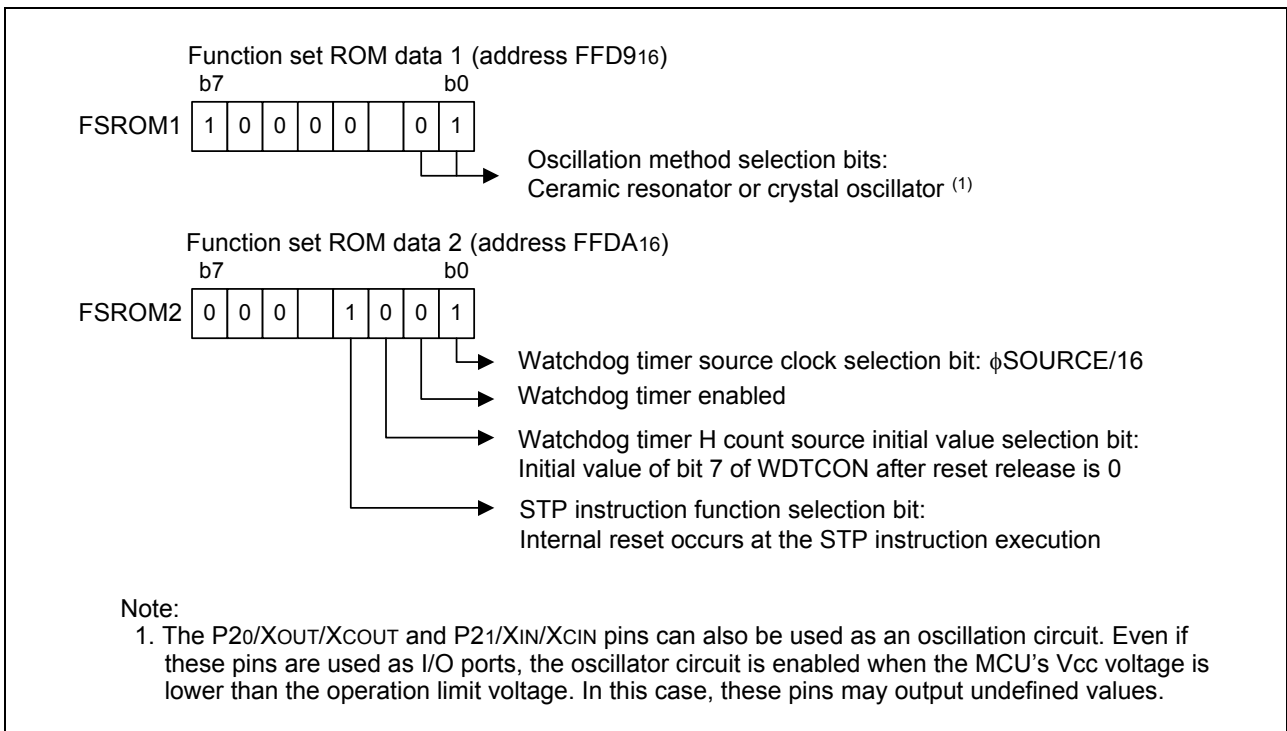 Function set ROM data 1 (address FFD916)
b7 b0
FSROM1 1 0 0 0 0 0 1
Oscillation method selection bits:
Ceramic resonator or crystal oscillator (1)
Function set ROM data 2 (address FFDA16)
b7 b0
FSROM2 0 0 0 1 0 0 1
Watchdog timer source clock selection bit: ϕSOURCE/16
Watchdog timer enabled
Watchdog timer H count source initial value selection bit:
Initial value of bit 7 of WDTCON after reset release is 0
STP instruction function selection bit:
Internal reset occurs at the STP instruction execution
Note:
1. The P20/XOUT/XCOUT and P21/XIN/XCIN pins can also be used as an oscillation circuit. Even if
these pins are used as I/O ports, the oscillator circuit is enabled when the MCU's Vcc voltage is
lower than the operation limit voltage. In this case, these pins may output undefined values.